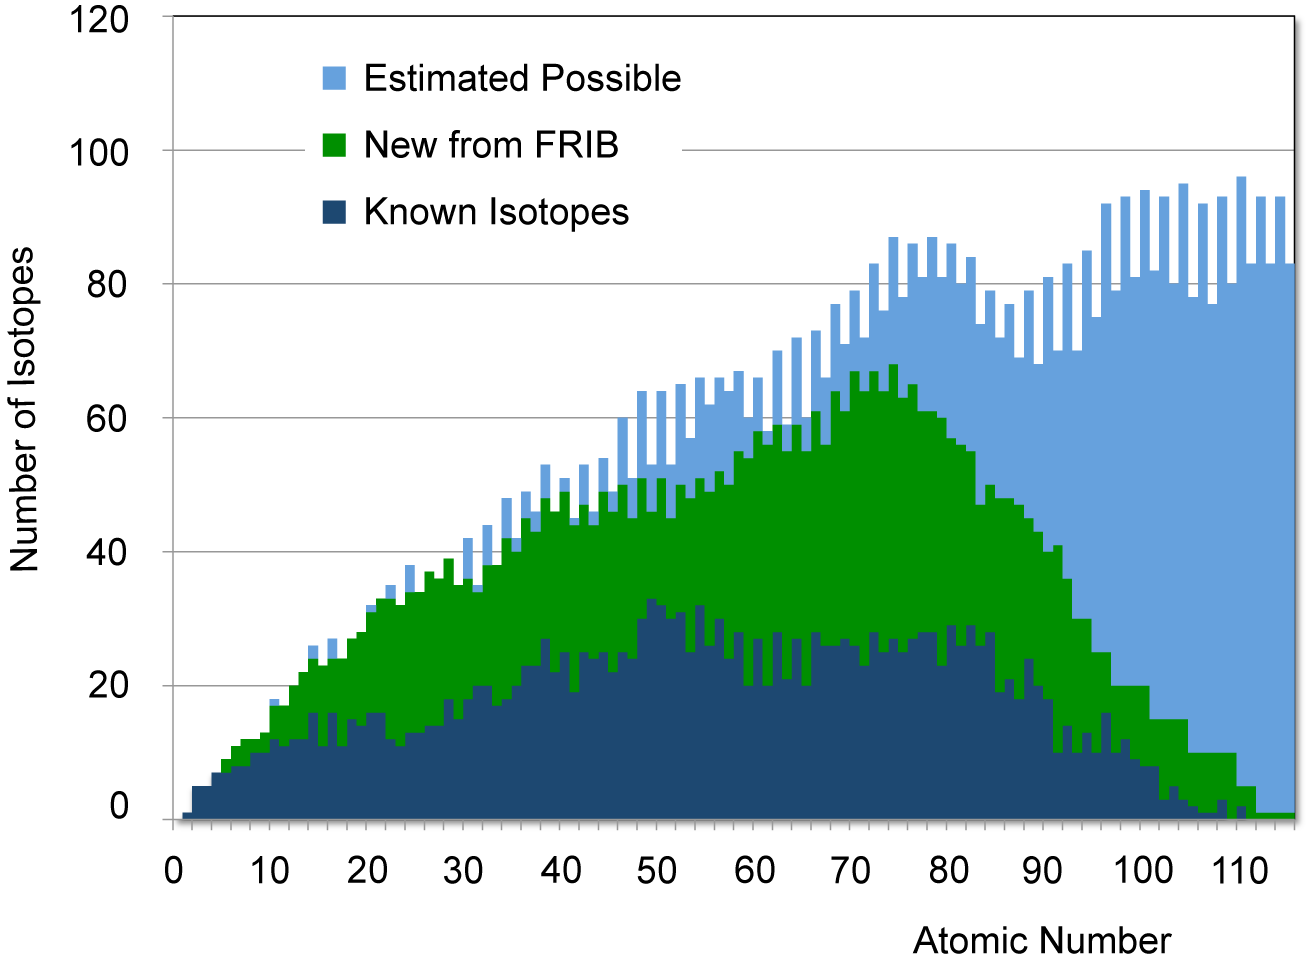 120
100
80
60
40
20
0
Number of Isotopes
Estimated Possible
New from FRIB
Known Isotopes
0 10 20 30 40 50 60 70 80 90 100 110
Atomic Number